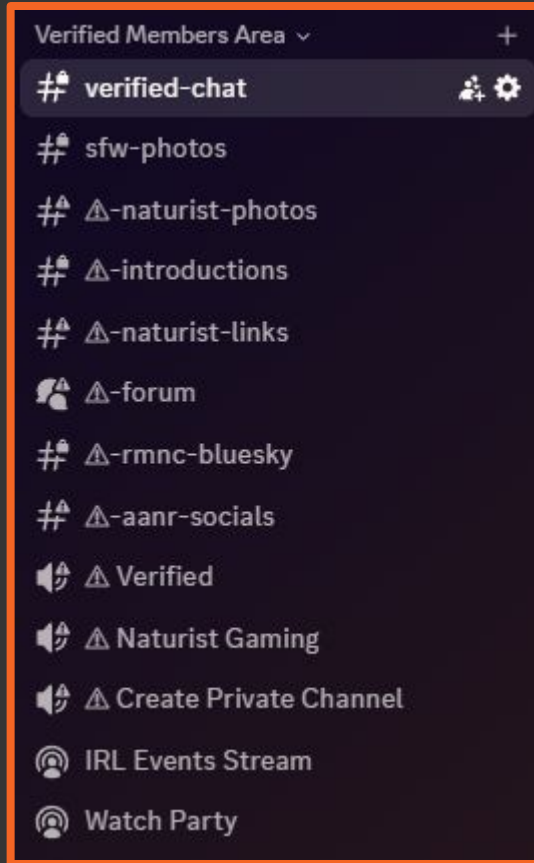 Verified Members Area
verified-chat
sfw-photos
⚠-naturist-photos
⚠-introductions
⚠-naturist-links
⚠-forum
⚠-rmnc-bluesky
⚠-aanr-socials
⚠ Verified
⚠ Naturist Gaming
⚠ Create Private Channel
IRL Events Stream
Watch Party